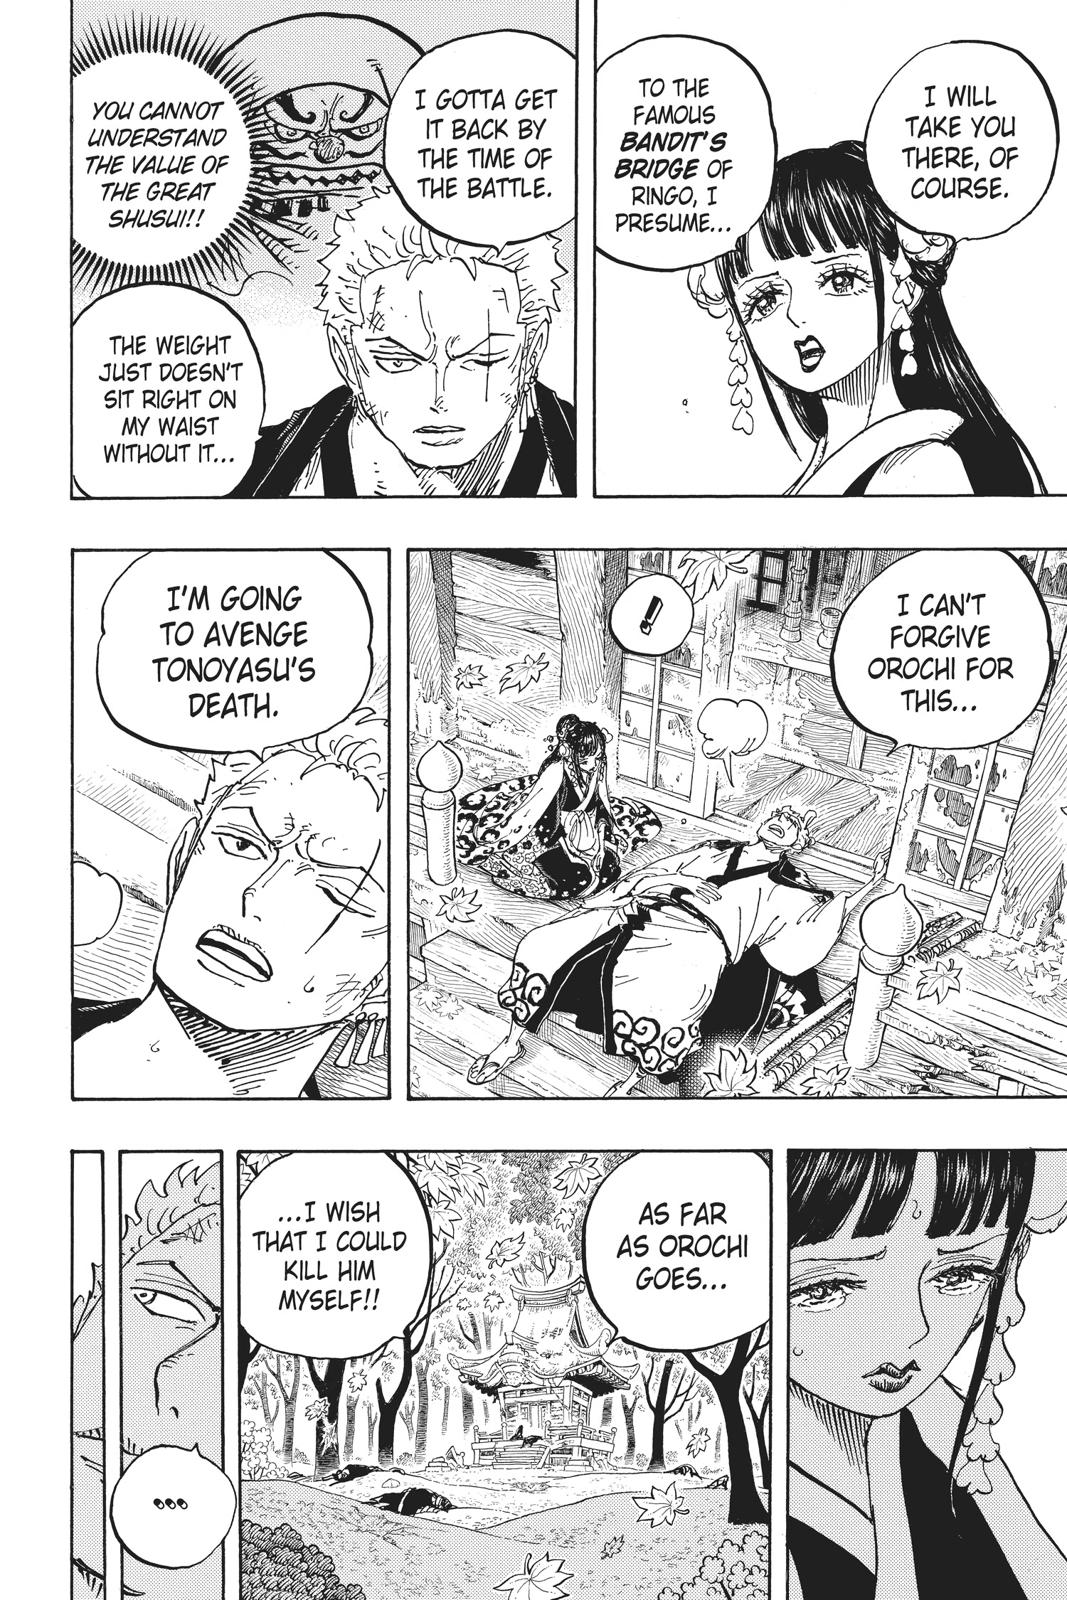 I WILL
TAKE YOU
THERE, OF
COURSE.
TO THE
FAMOUS
BANDIT'S
BRIDGE OF
RINGO, I
PRESUME...
I GOTTA GET
IT BACK BY
THE TIME OF
THE BATTLE.
YOU CANNOT
UNDERSTAND
THE VALUE OF
THE GREAT
SHUSUI!!
THE WEIGHT
JUST DOESN'T
SIT RIGHT ON
MY WAIST
WITHOUT IT...
I CAN'T
FORGIVE
OROCHI FOR
THIS...
!
I'M GOING
TO AVENGE
TONOYASU'S
DEATH.
AS FAR
AS OROCHI
GOES...
...I WISH
THAT I COULD
KILL HIM
MYSELF!!
...